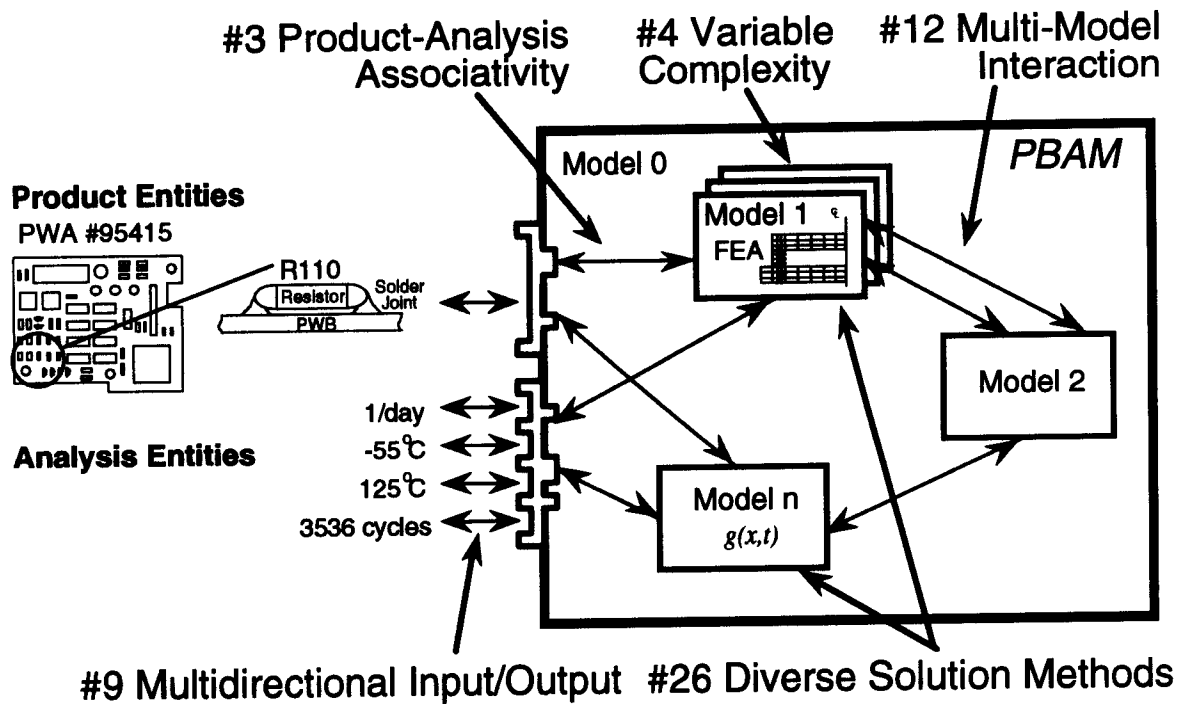 #3 Product-Analysis
Associativity
#4 Variable
Complexity
#12 Multi-Model
Interaction
PBAM
Model 0
Model 1
FEA
℄
Product Entities
PWA #95415
R110
Resistor
Solder
Joint
PWB
Model 2
1/day
-55°C
125°C
3536 cycles
Analysis Entities
Model n
g(x,t)
#9 Multidirectional Input/Output
#26 Diverse Solution Methods